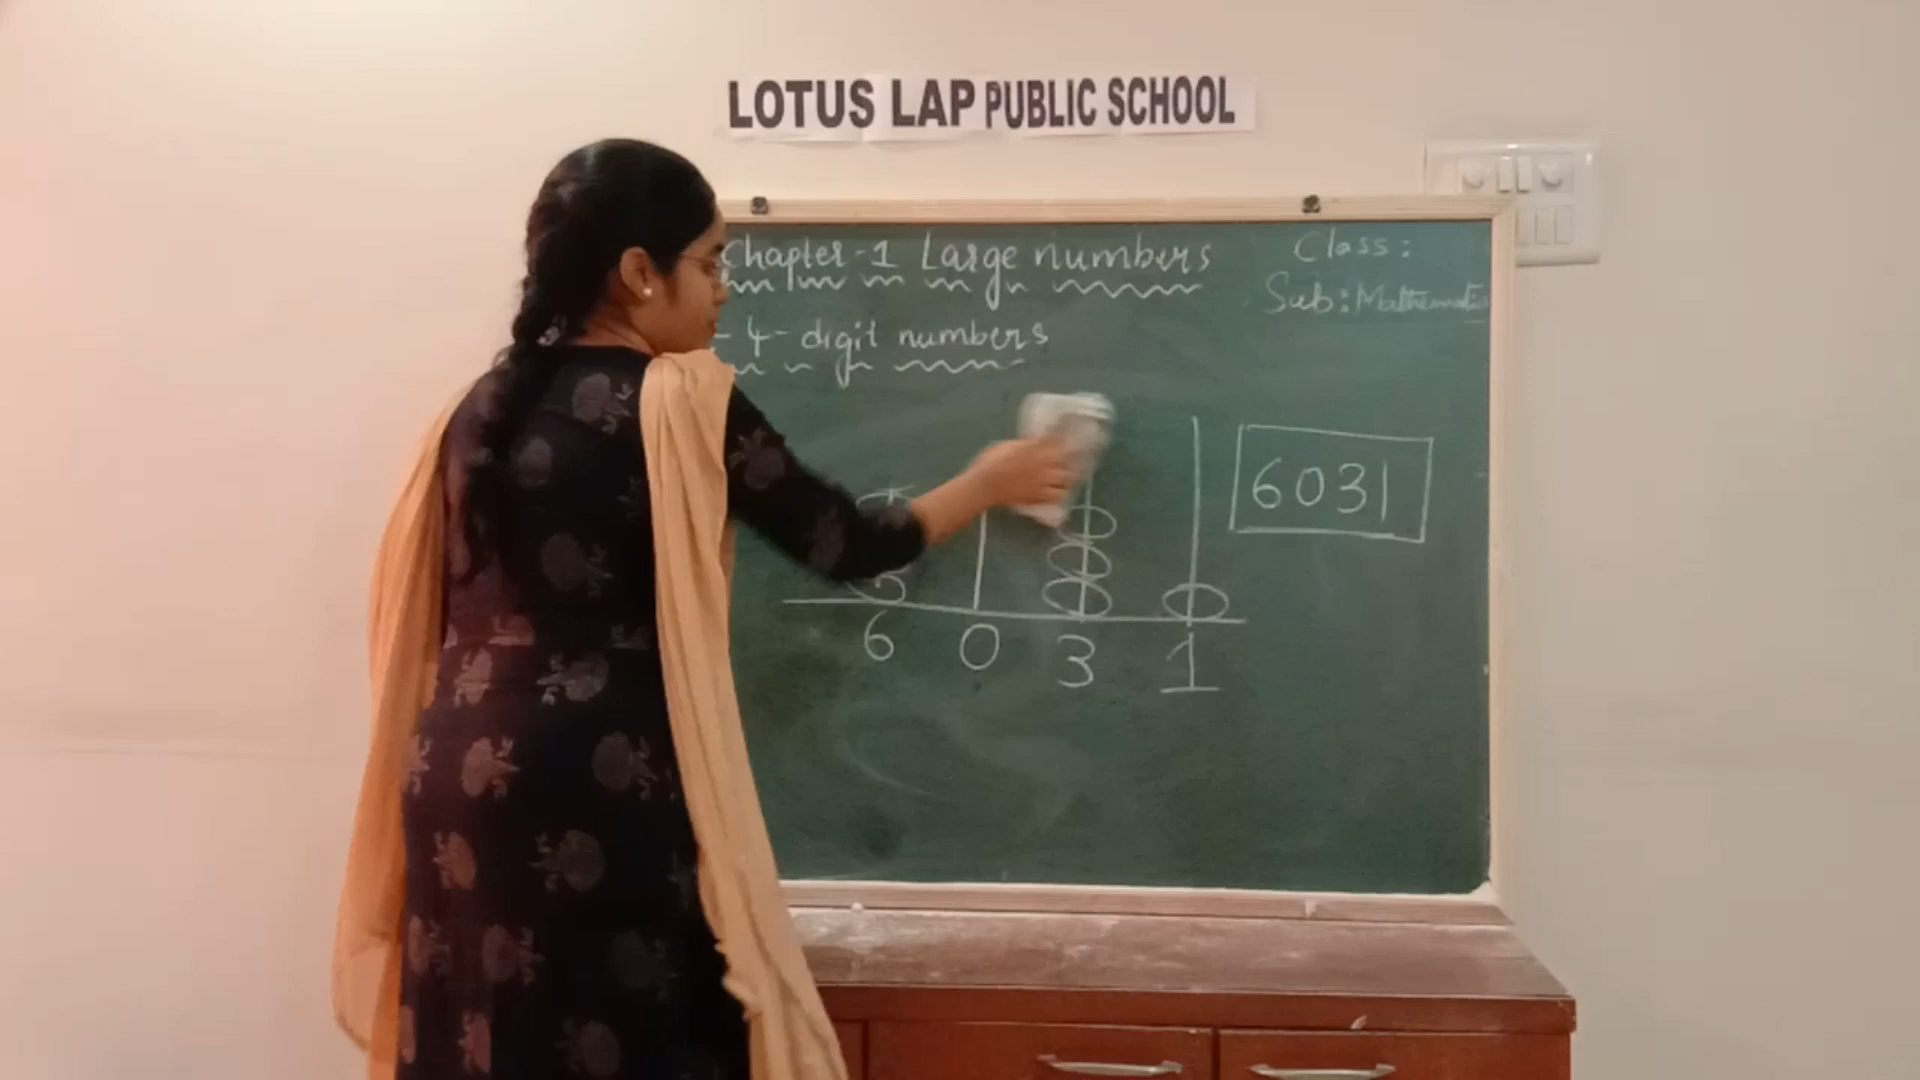 LOTUS LAP PUBLIC SCHOOL
Chapter-1 Large numbers
Class:
Sub: Mathematics
- 4- digit numbers
6031
6 0 3 1